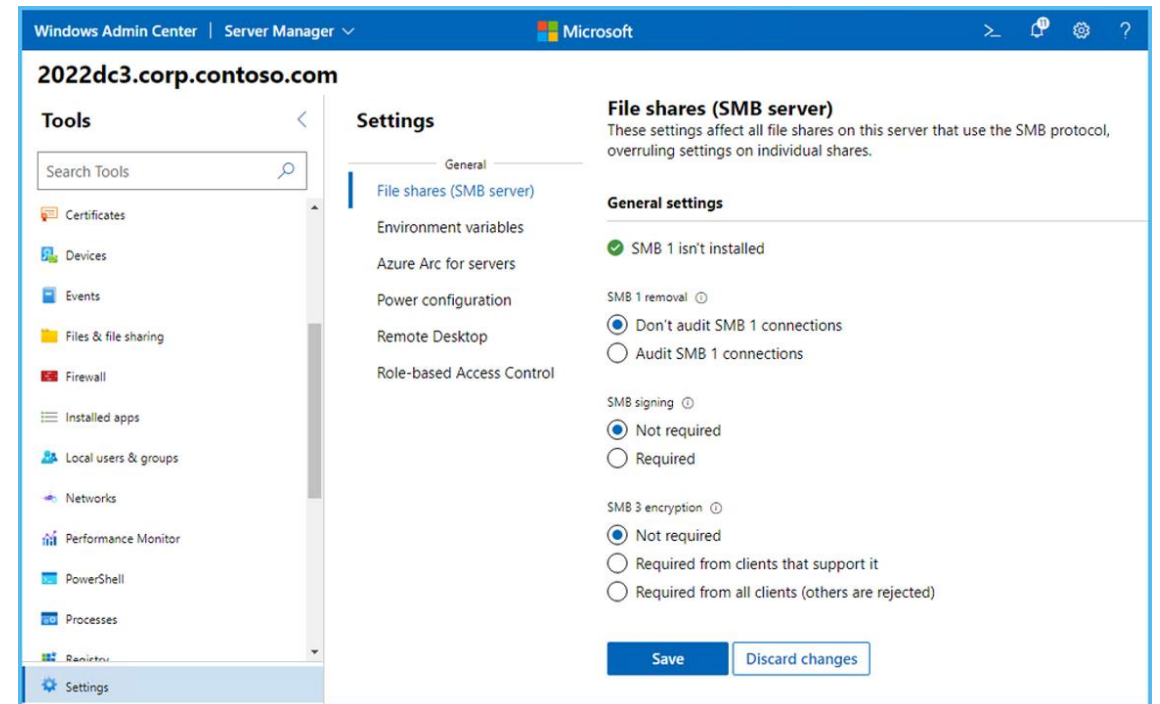 Windows Admin Center | Server Manager
Microsoft
2022dc3.corp.contoso.com
Tools
Search Tools
Certificates
Devices
Events
Files & file sharing
Firewall
Installed apps
Local users & groups
Networks
Performance Monitor
PowerShell
Processes
Registry
Settings
Settings
General
File shares (SMB server)
Environment variables
Azure Arc for servers
Power configuration
Remote Desktop
Role-based Access Control
File shares (SMB server)
These settings affect all file shares on this server that use the SMB protocol,
overruling settings on individual shares.
General settings
SMB 1 isn't installed
SMB 1 removal
Don't audit SMB 1 connections
Audit SMB 1 connections
SMB signing
Not required
Required
SMB 3 encryption
Not required
Required from clients that support it
Required from all clients (others are rejected)
Save
Discard changes